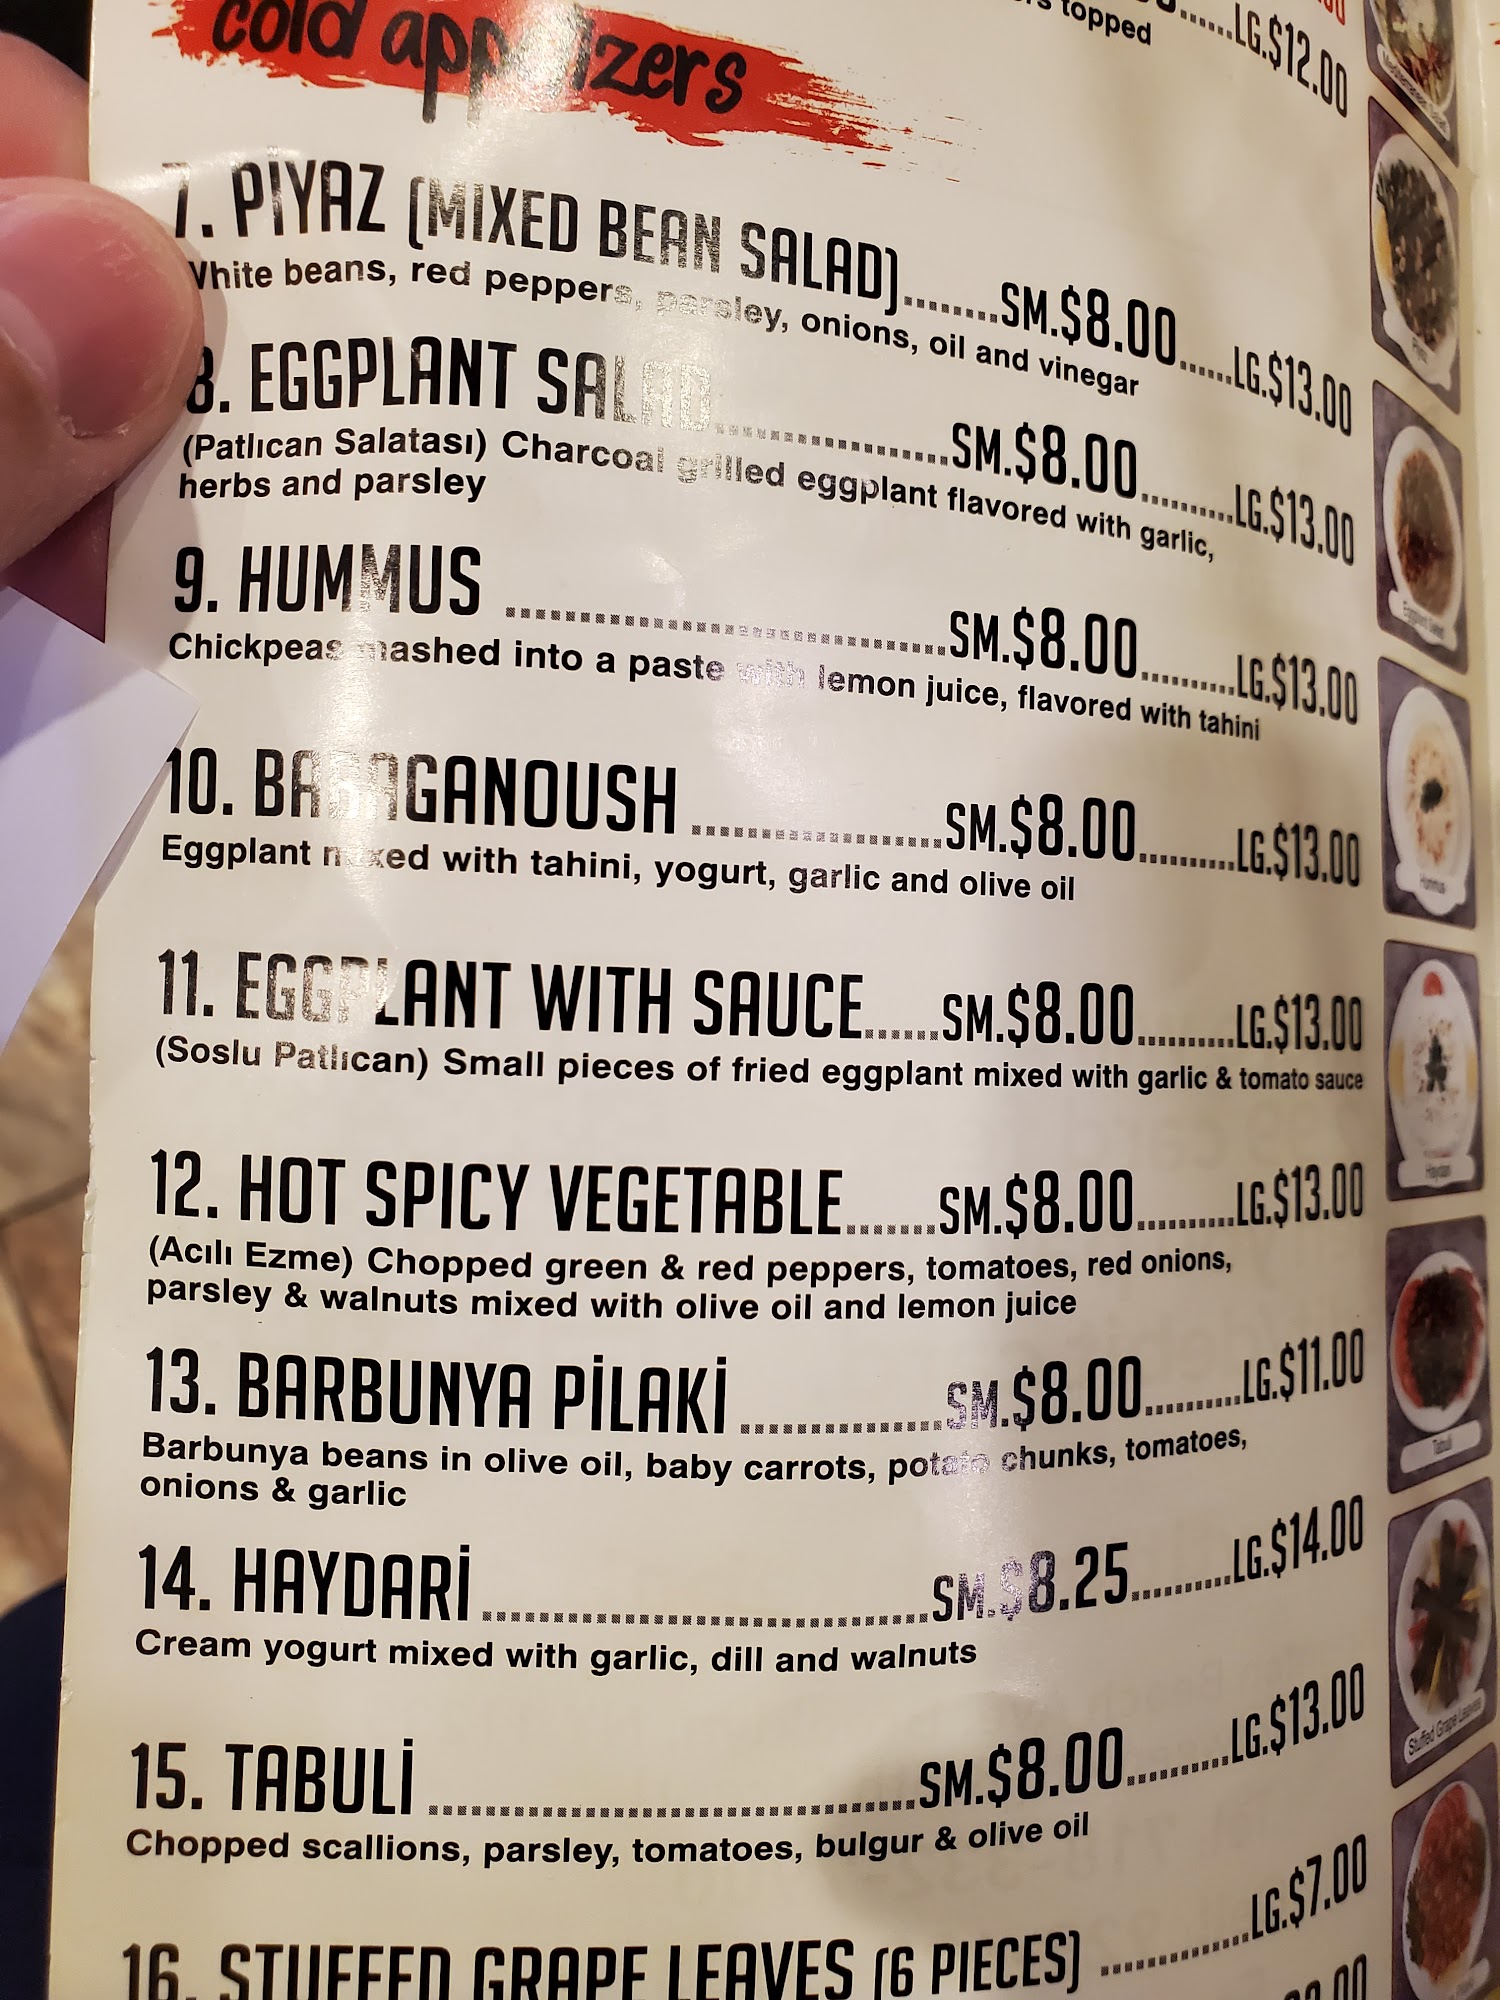 topped
LG.$12.00
cold appetizers
7. PİYAZ (MIXED BEAN SALAD)........SM.$8.00......LG.$13.00
White beans, red peppers, parsley, onions, oil and vinegar
8. EGGPLANT SALAD....................SM.$8.00..........LG.$13.00
(Patlıcan Salatası) Charcoal grilled eggplant flavored with garlic,
herbs and parsley
9. HUMMUS ......................................SM.$8.00..........LG.$13.00
Chickpeas mashed into a paste with lemon juice, flavored with tahini
10. BABAGANOUSH......................SM.$8.00..........LG.$13.00
Eggplant mixed with tahini, yogurt, garlic and olive oil
11. EGGPLANT WITH SAUCE......SM.$8.00..........LG.$13.00
(Soslu Patlıcan) Small pieces of fried eggplant mixed with garlic & tomato sauce
12. HOT SPICY VEGETABLE.......SM.$8.00..........LG.$13.00
(Acılı Ezme) Chopped green & red peppers, tomatoes, red onions,
parsley & walnuts mixed with olive oil and lemon juice
13. BARBUNYA PİLAKİ .................SM.$8.00..........LG.$11.00
Barbunya beans in olive oil, baby carrots, potato chunks, tomatoes,
onions & garlic
14. HAYDARİ ......................................SM.$8.25..........LG.$14.00
Cream yogurt mixed with garlic, dill and walnuts
15. TABULİ .........................................SM.$8.00..........LG.$13.00
Chopped scallions, parsley, tomatoes, bulgur & olive oil
16. STUFFED GRAPE LEAVES (6 PIECES) ..............LG.$7.00
Piyaz
Eggplant Salad
Hummus
Haydari
Tabuli
Stuffed Grape Leaves